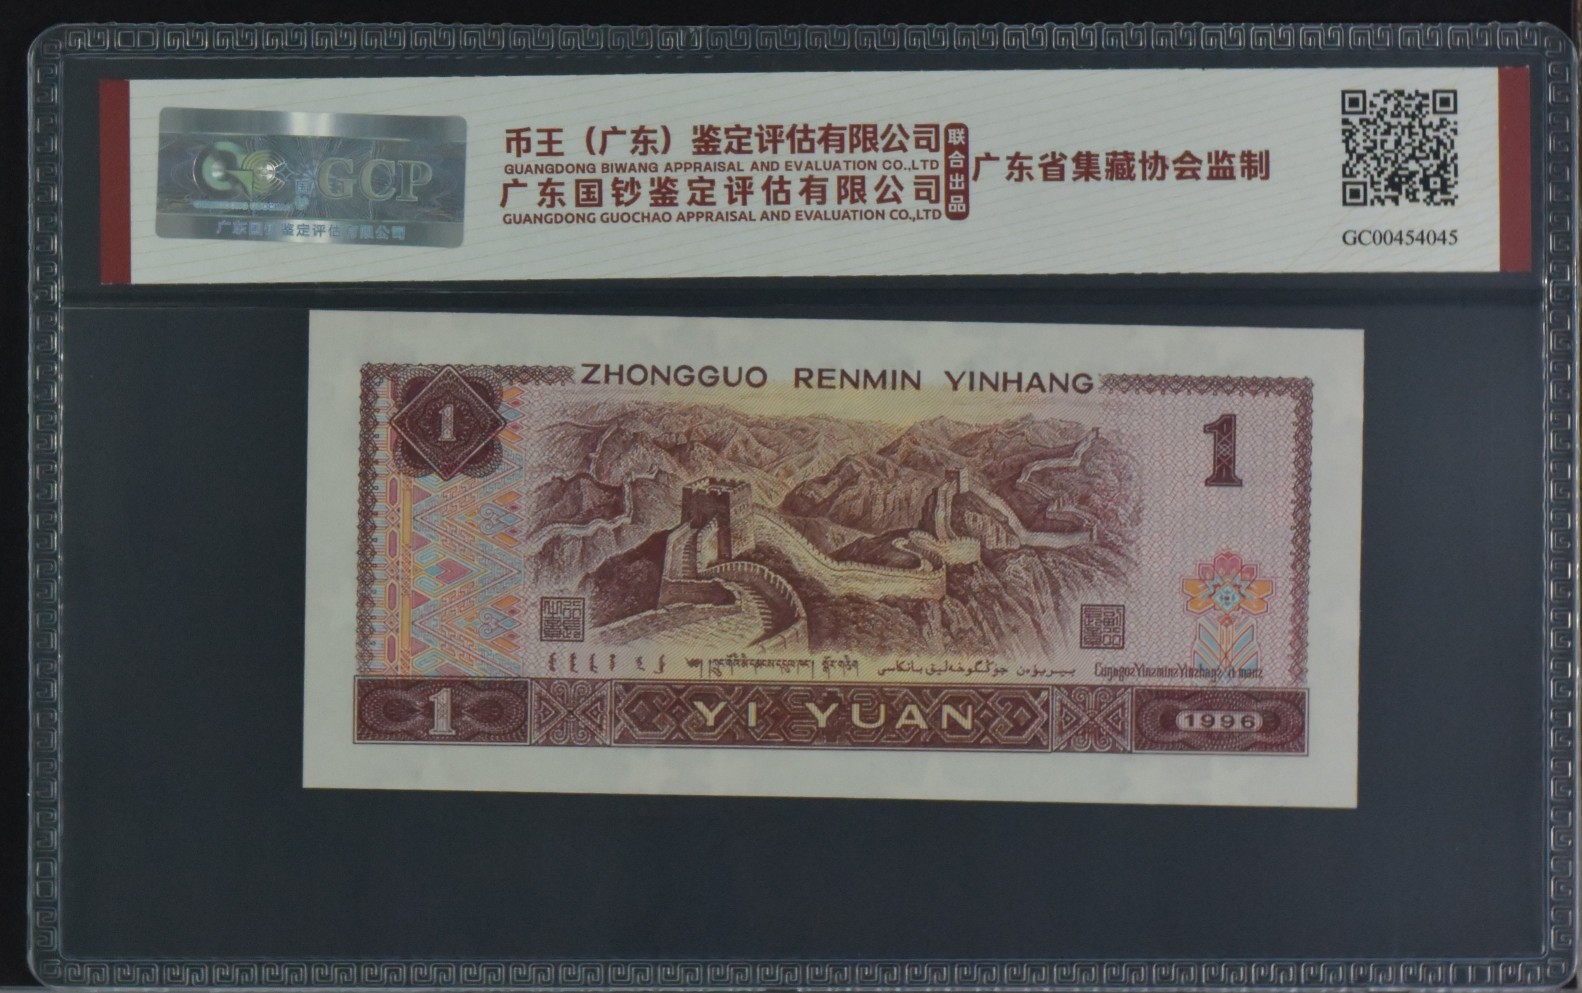 GCP
广东国钞鉴定评估有限公司
币王（广东）鉴定评估有限公司
GUANGDONG BIWANG APPRAISAL AND EVALUATION CO.,LTD
广东国钞鉴定评估有限公司
GUANGDONG GUOCHAO APPRAISAL AND EVALUATION CO.,LTD
联合出品
广东省集藏协会监制
GC00454045
ZHONGGUO RENMIN YINHANG
1
1
1
YI YUAN
1996